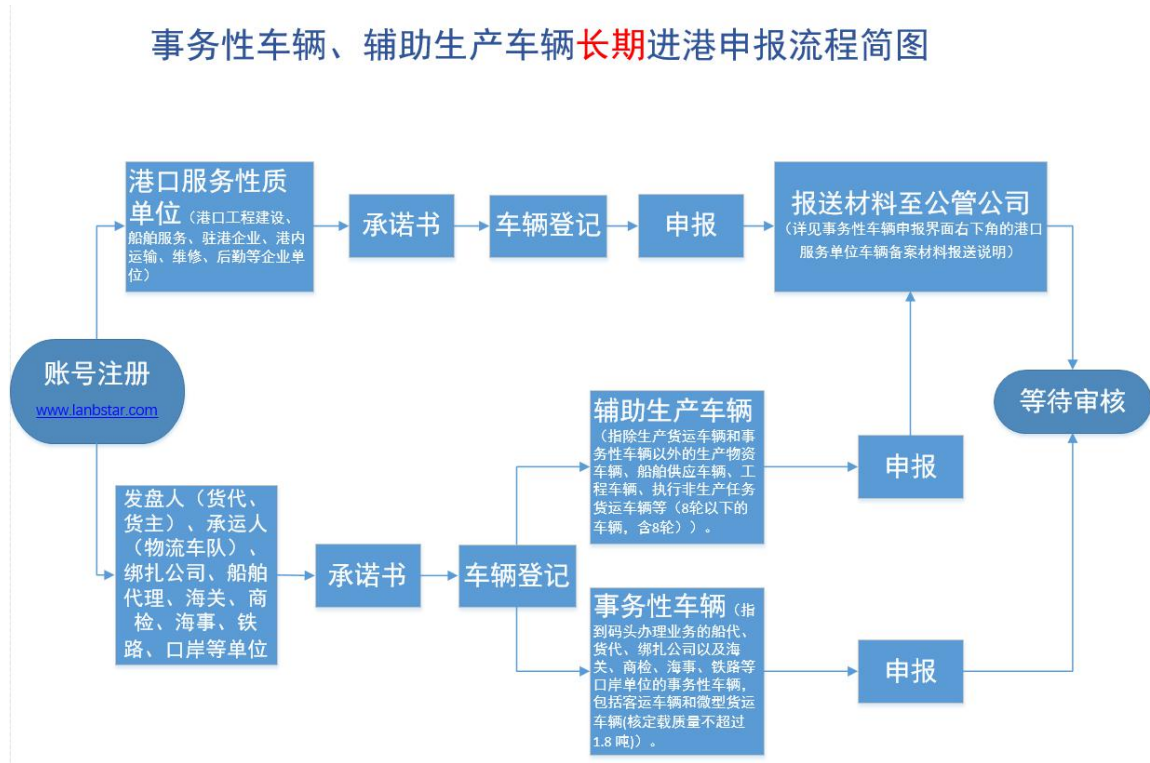 事务性车辆、辅助生产车辆长期进港申报流程简图
港口服务性质
单位（港口工程建设、
船舶服务、驻港企业、港内
运输、维修、后勤等企业单
位）
承诺书
车辆登记
申报
报送材料至公管公司
（详见事务性车辆申报界面右下角的港口
服务单位车辆备案材料报送说明）
账号注册
www.lanbstar.com
等待审核
发盘人（货代、
货主）、承运人
（物流车队）、
绑扎公司、船舶
代理、海关、商
检、海事、铁
路、口岸等单位
承诺书
车辆登记
辅助生产车辆
（指除生产货运车辆和事
务性车辆以外的生产物资
车辆、船舶供应车辆、工
程车辆、执行非生产任务
货运车辆等（8轮以下的
车辆，含8轮））。
申报
事务性车辆（指
到码头办理业务的船代、
货代、绑扎公司以及海
关、商检、海事、铁路等
口岸单位的事务性车辆，
包括客运车辆和微型货运
车辆(核定载质量不超过
1.8 吨)）。
申报